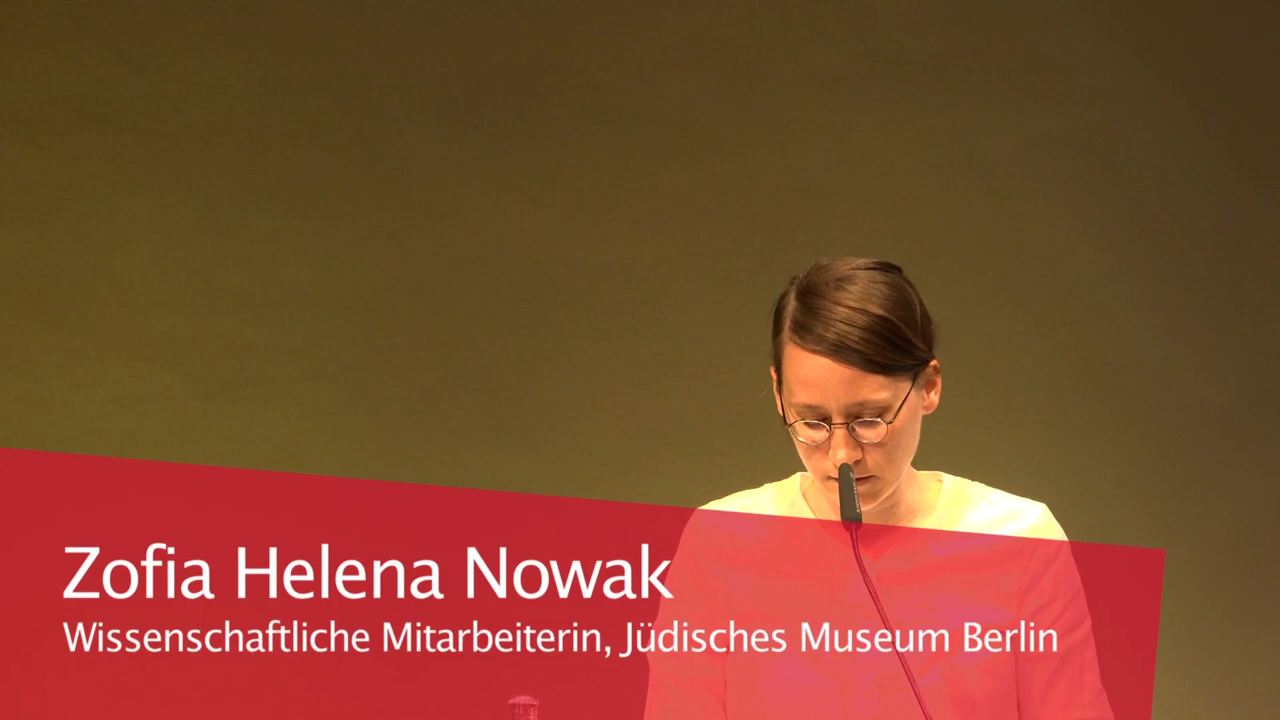 Zofia Helena Nowak
Wissenschaftliche Mitarbeiterin, Jüdisches Museum Berlin